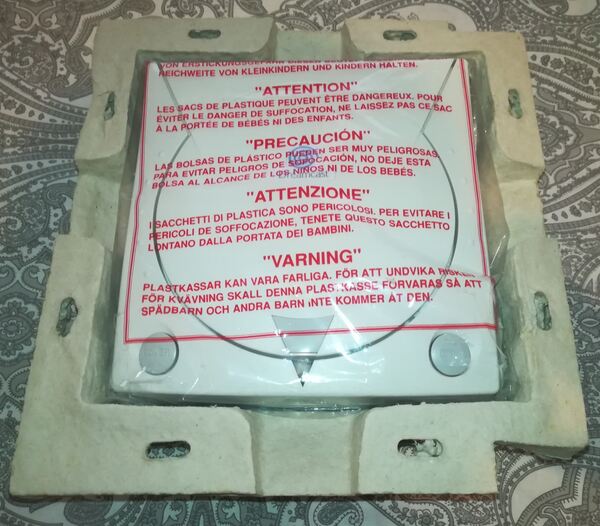 VON ERSTICKUNGSGEFAHR DIESEN
REICHWEITE VON KLEINKINDERN UND KINDERN HALTEN.
"ATTENTION"
LES SACS DE PLASTIQUE PEUVENT ÊTRE DANGEREUX. POUR
ÉVITER LE DANGER DE SUFFOCATION, NE LAISSEZ PAS CE SAC
À LA PORTÉE DE BÉBÉS NI DES ENFANTS.
"PRECAUCIÓN"
LAS BOLSAS DE PLÁSTICO PUEDEN SER MUY PELIGROSAS,
PARA EVITAR PELIGROS DE SOFOCACIÓN, NO DEJE ESTA
BOLSA AL ALCANCE DE LOS NIÑOS NI DE LOS BEBÉS.
Dreamcast
"ATTENZIONE"
I SACCHETTI DI PLASTICA SONO PERICOLOSI. PER EVITARE I
PERICOLI DI SOFFOCAZIONE, TENETE QUESTO SACCHETTO
LONTANO DALLA PORTATA DEI BAMBINI.
"VARNING"
PLASTKASSAR KAN VARA FARLIGA. FÖR ATT UNDVIKA RISKEN
FÖR KVÄVNING SKALL DENNA PLASTKASSE FÖRVARAS SÅ ATT
SPÄDBARN OCH ANDRA BARN INTE KOMMER ÅT DEN.
POWER
OPEN